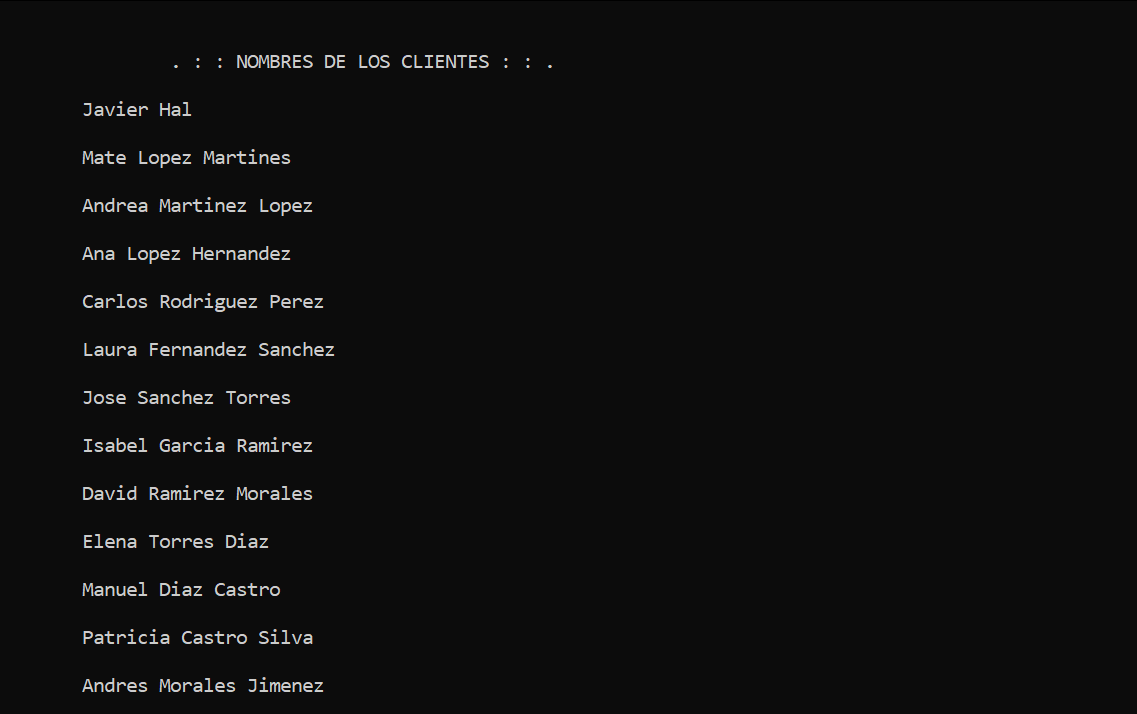 . : : NOMBRES DE LOS CLIENTES : : .
Javier Hal
Mate Lopez Martines
Andrea Martinez Lopez
Ana Lopez Hernandez
Carlos Rodriguez Perez
Laura Fernandez Sanchez
Jose Sanchez Torres
Isabel Garcia Ramirez
David Ramirez Morales
Elena Torres Diaz
Manuel Diaz Castro
Patricia Castro Silva
Andres Morales Jimenez